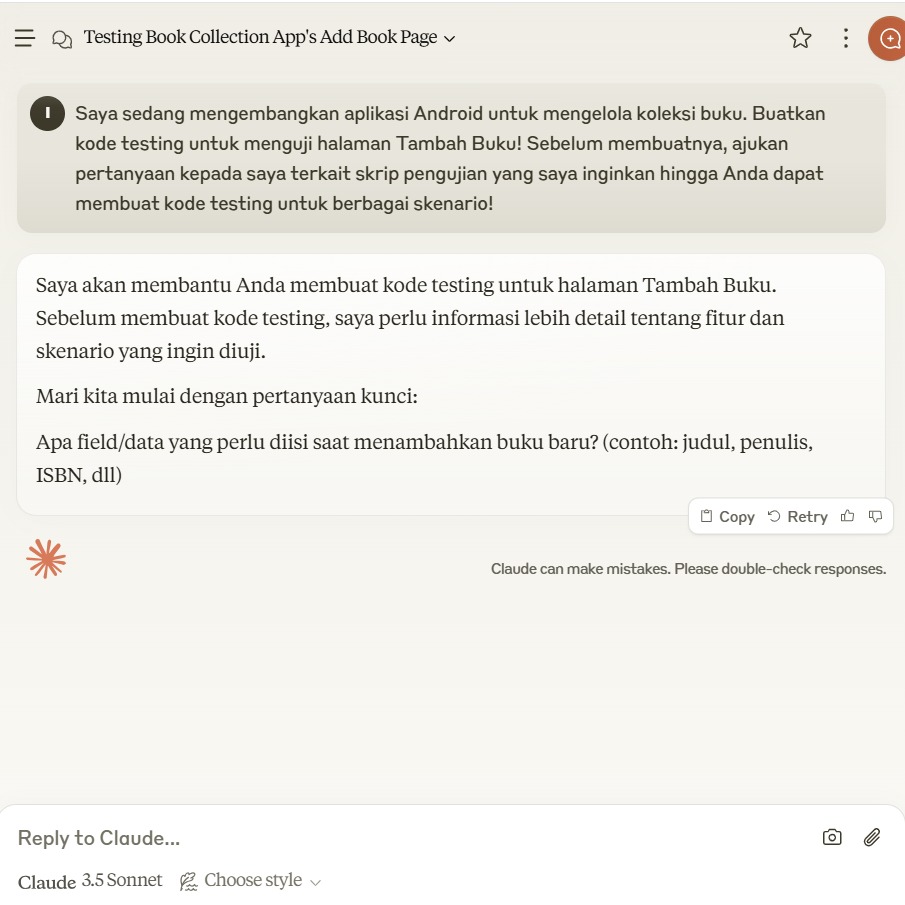 Testing Book Collection App's Add Book Page
I
Saya sedang mengembangkan aplikasi Android untuk mengelola koleksi buku. Buatkan
kode testing untuk menguji halaman Tambah Buku! Sebelum membuatnya, ajukan
pertanyaan kepada saya terkait skrip pengujian yang saya inginkan hingga Anda dapat
membuat kode testing untuk berbagai skenario!
Saya akan membantu Anda membuat kode testing untuk halaman Tambah Buku.
Sebelum membuat kode testing, saya perlu informasi lebih detail tentang fitur dan
skenario yang ingin diuji.
Mari kita mulai dengan pertanyaan kunci:
Apa field/data yang perlu diisi saat menambahkan buku baru? (contoh: judul, penulis,
ISBN, dll)
Copy Retry
Claude can make mistakes. Please double-check responses.
Reply to Claude...
Claude 3.5 Sonnet Choose style